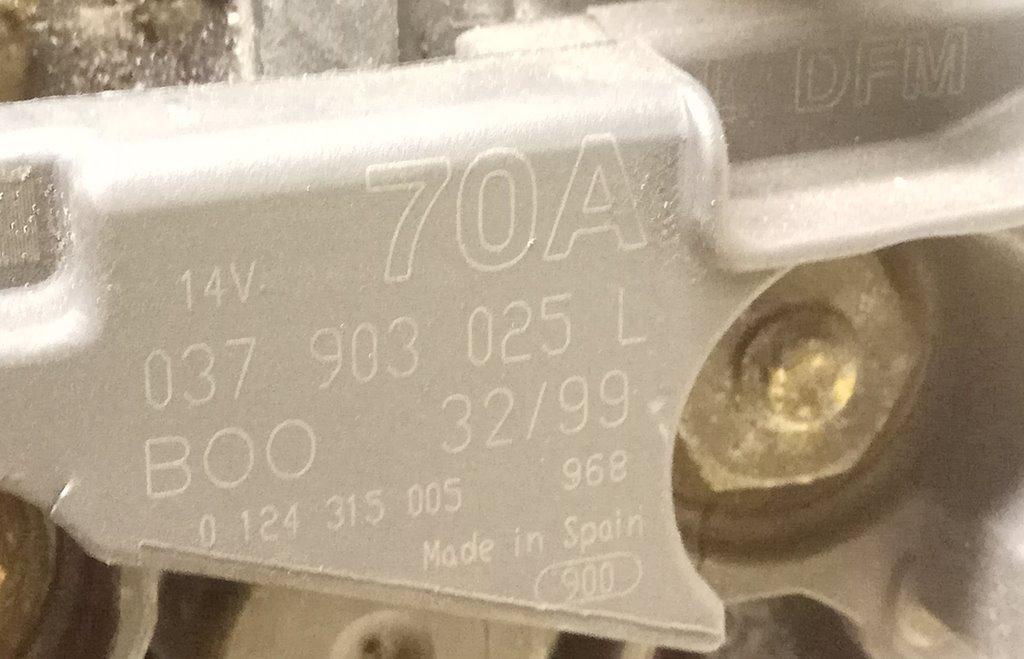 DFM
70A
14V
037 903 025 L
BOO 32/99
968
0 124 315 005
Made in Spain
900